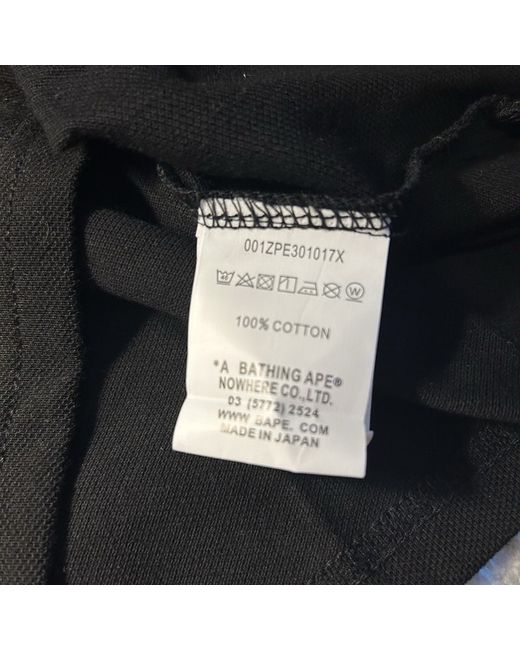 001ZPE301017X
100% COTTON
*A BATHING APE®
NOWHERE CO.,LTD.
03 (5772) 2524
WWW BAPE. COM
MADE IN JAPAN